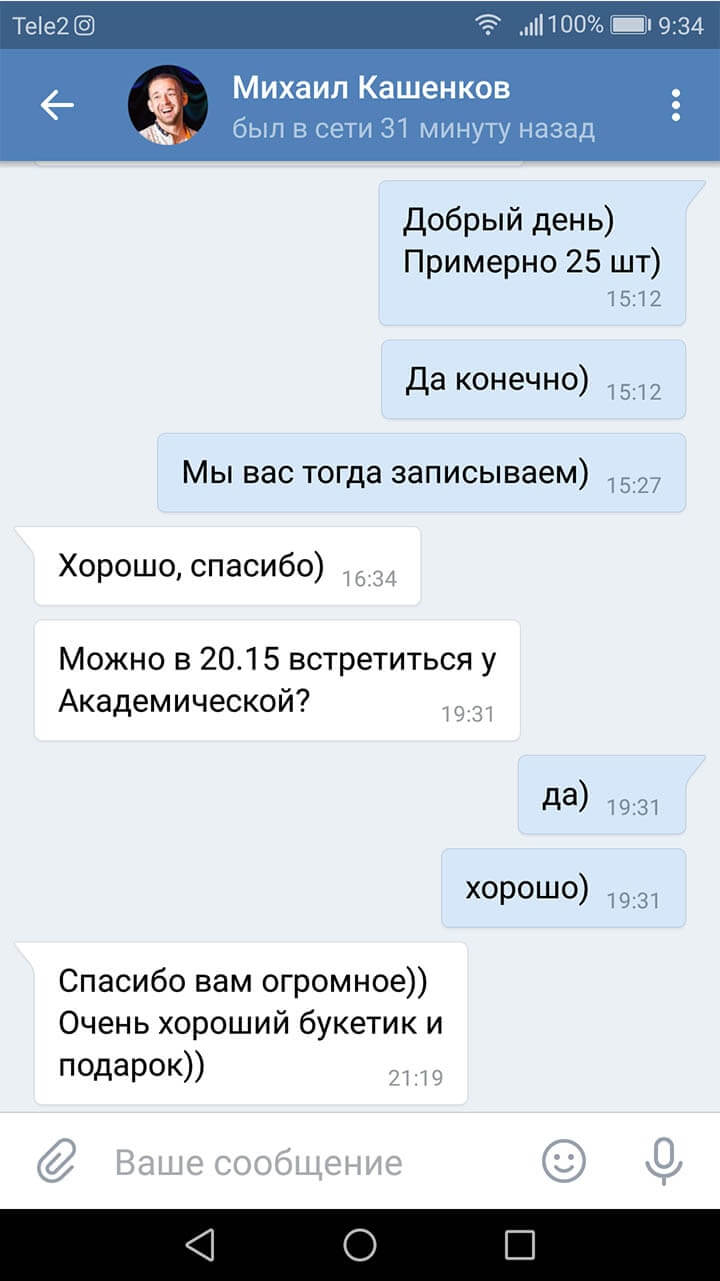 Tele2 100% 9:34
Михаил Кашенков
был в сети 31 минуту назад
Добрый день)
Примерно 25 шт)
15:12
Да конечно) 15:12
Мы вас тогда записываем) 15:27
Хорошо, спасибо) 16:34
Можно в 20.15 встретиться у
Академической?
19:31
да) 19:31
хорошо) 19:31
Спасибо вам огромное))
Очень хороший букетик и
подарок))
21:19
Ваше сообщение